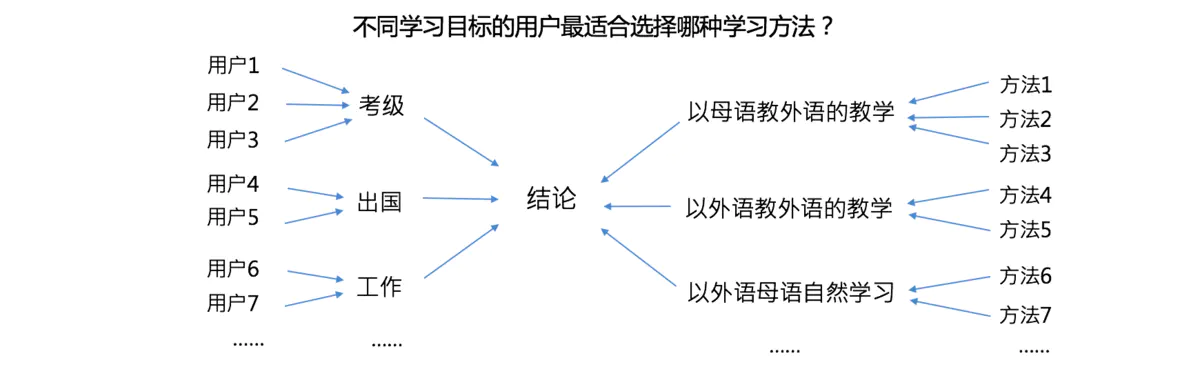 不同学习目标的用户最适合选择哪种学习方法？
用户1
用户2
用户3
考级
用户4
用户5
出国
用户6
用户7
工作
……
……
结论
以母语教外语的教学
方法1
方法2
方法3
以外语教外语的教学
方法4
方法5
以外语母语自然学习
方法6
方法7
……
……